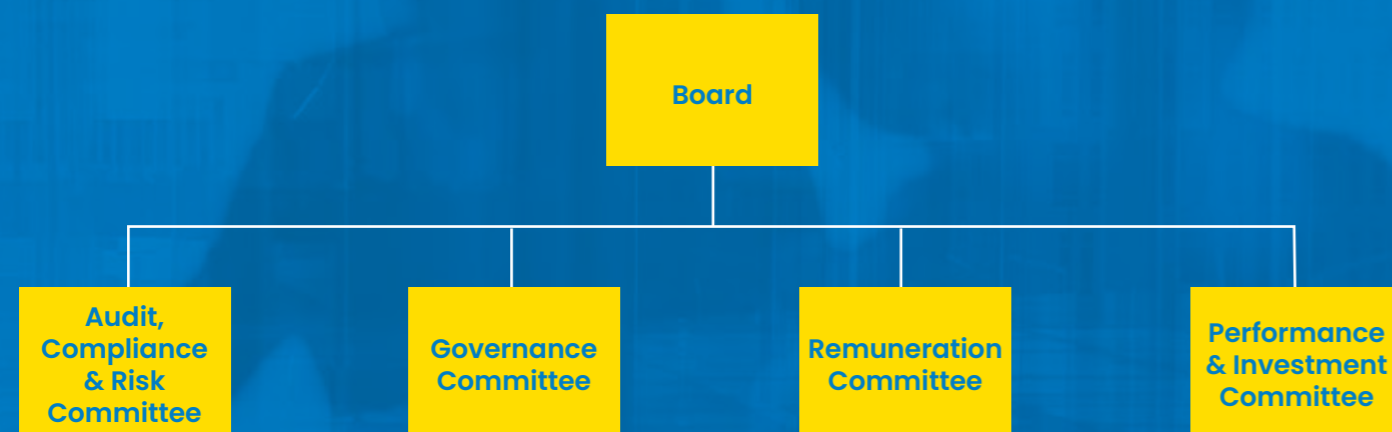 Board
Audit,
Compliance
& Risk
Committee
Governance
Committee
Remuneration
Committee
Performance
& Investment
Committee